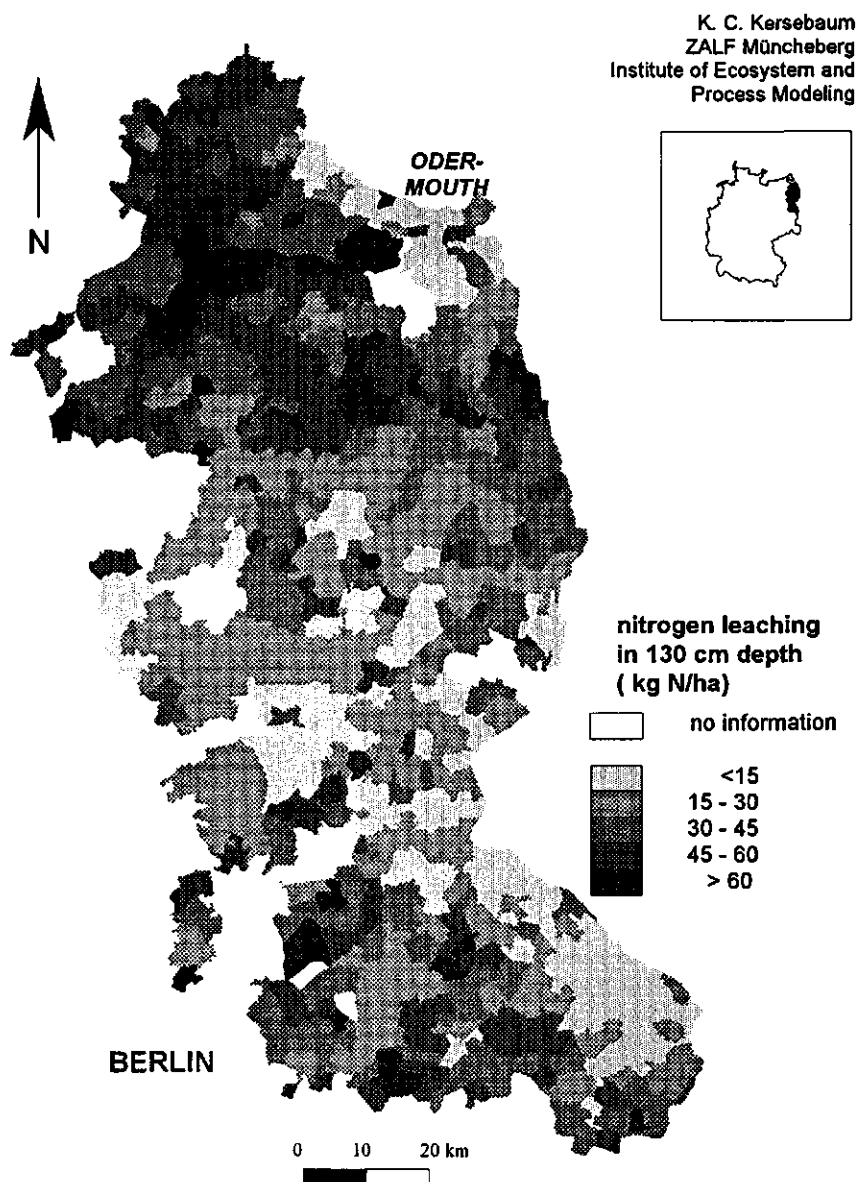 K. C. Kersebaum
ZALF Müncheberg
Institute of Ecosystem and
Process Modeling
ODER-
MOUTH
N
nitrogen leaching
in 130 cm depth
( kg N/ha)
no information
<15
15 - 30
30 - 45
45 - 60
> 60
BERLIN
0 10 20 km